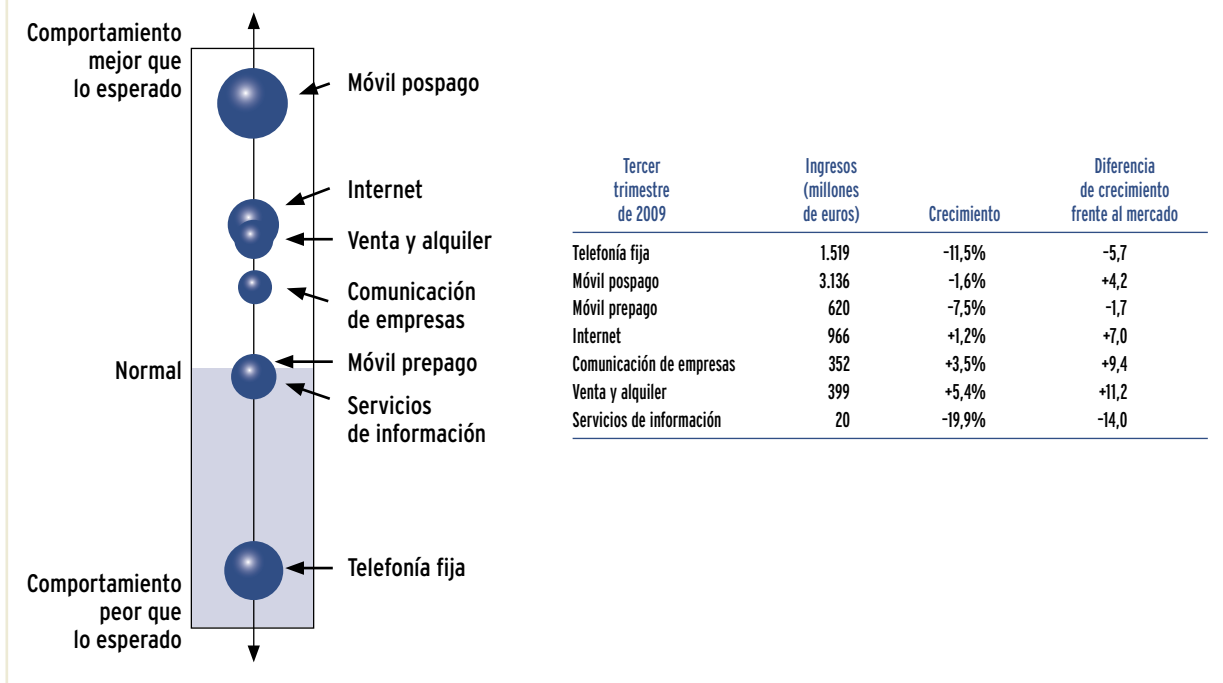 Comportamiento
mejor que
lo esperado
Móvil pospago
Internet
Venta y alquiler
Comunicación
de empresas
Normal
Móvil prepago
Servicios
de información
Telefonía fija
Comportamiento
peor que
lo esperado
Tercer
trimestre
de 2009
Ingresos
(millones
de euros)
Crecimiento
Diferencia
de crecimiento
frente al mercado
Telefonía fija 1.519 -11,5% -5,7
Móvil pospago 3.136 -1,6% +4,2
Móvil prepago 620 -7,5% -1,7
Internet 966 +1,2% +7,0
Comunicación de empresas 352 +3,5% +9,4
Venta y alquiler 399 +5,4% +11,2
Servicios de información 20 -19,9% -14,0